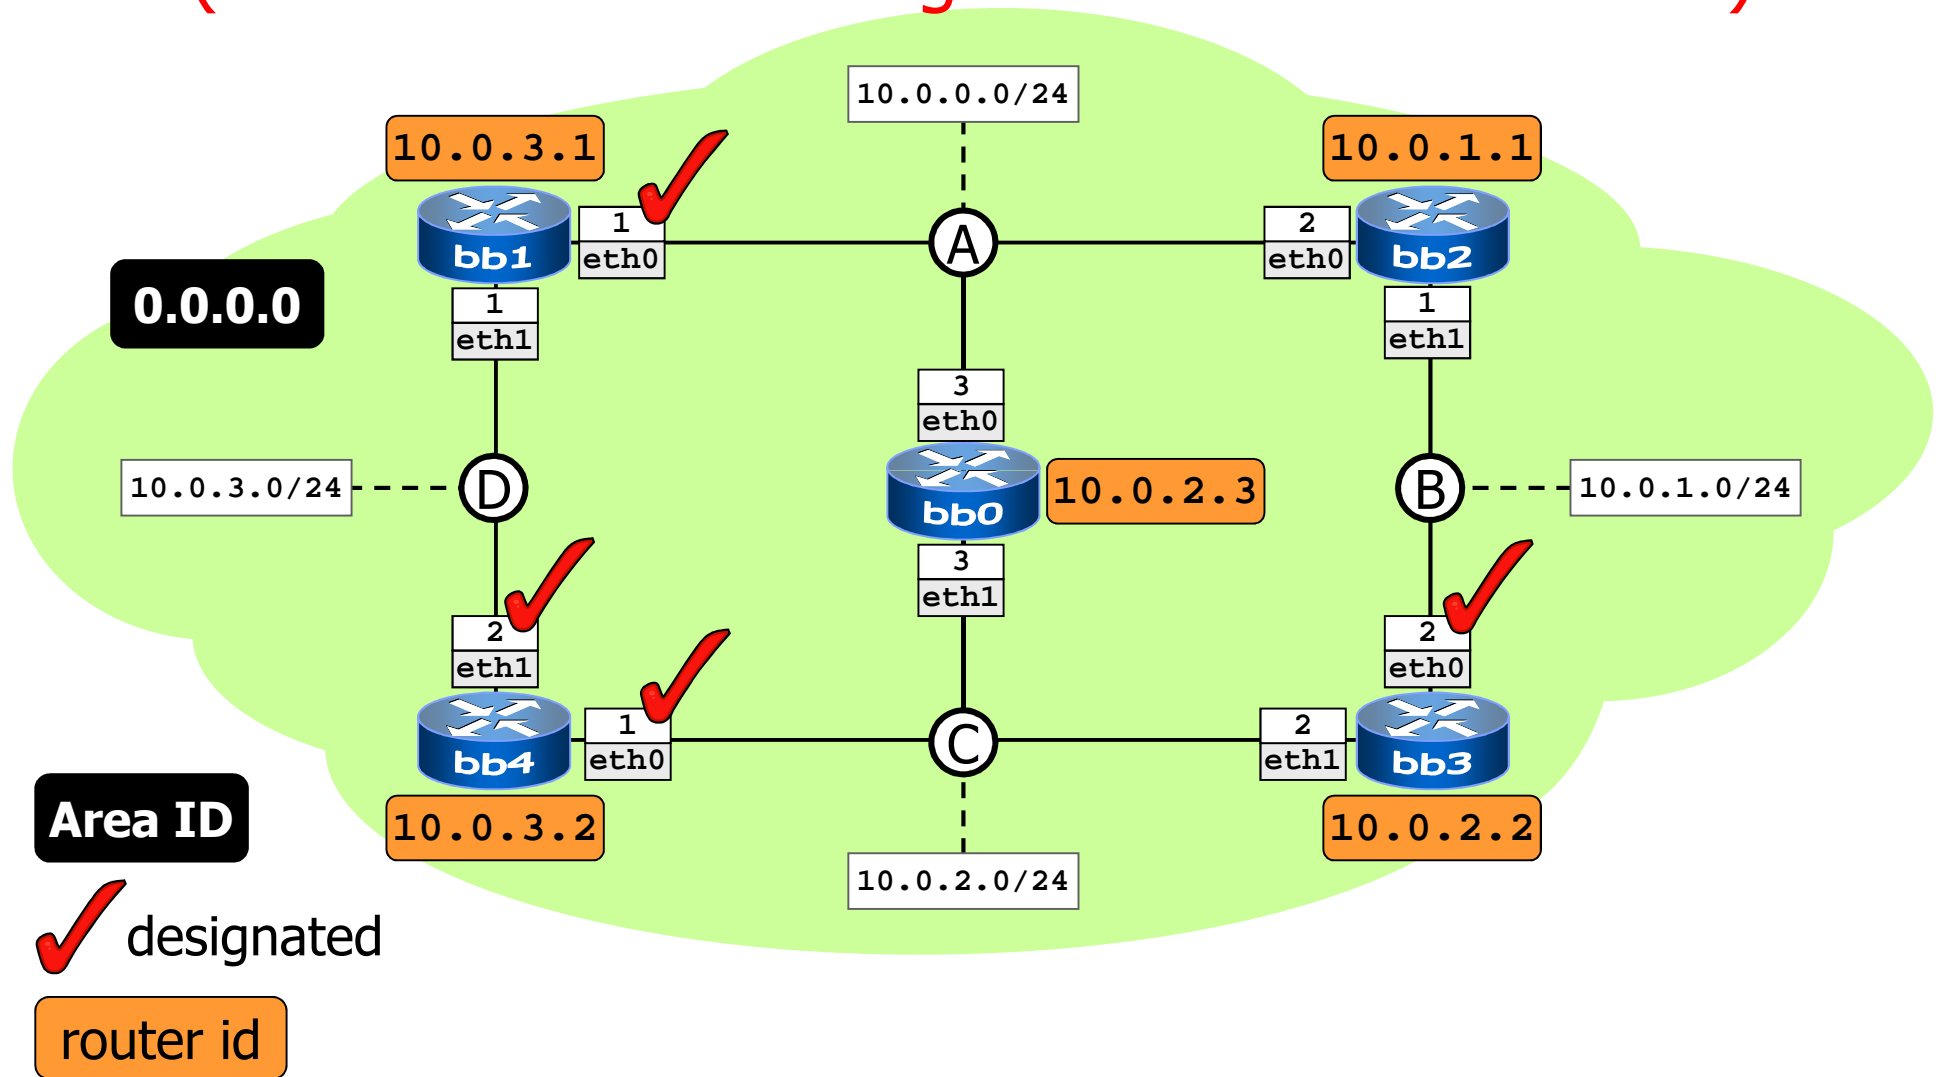 10.0.0.0/24
10.0.3.1
10.0.1.1
1
eth0
A
2
eth0
bb1
bb2
0.0.0.0
1
eth1
1
eth1
3
eth0
10.0.3.0/24
D
bb0
10.0.2.3
B
10.0.1.0/24
3
eth1
2
eth1
2
eth0
1
eth0
C
2
eth1
bb4
bb3
Area ID
10.0.3.2
10.0.2.2
10.0.2.0/24
designated
router id